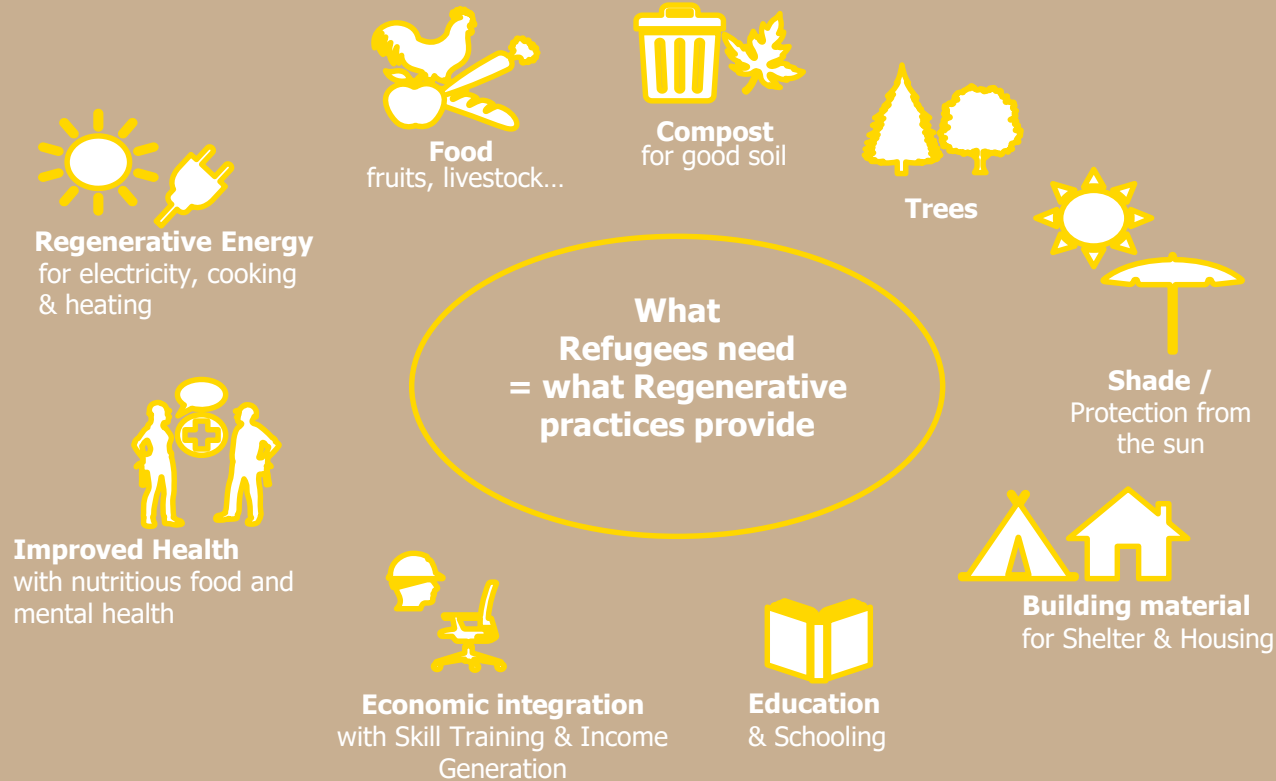 Food
fruits, livestock...
Compost
for good soil
Trees
Regenerative Energy
for electricity, cooking
& heating
What
Refugees need
= what Regenerative
practices provide
Shade /
Protection from
the sun
Improved Health
with nutritious food and
mental health
Building material
for Shelter & Housing
Economic integration
with Skill Training & Income
Generation
Education
& Schooling